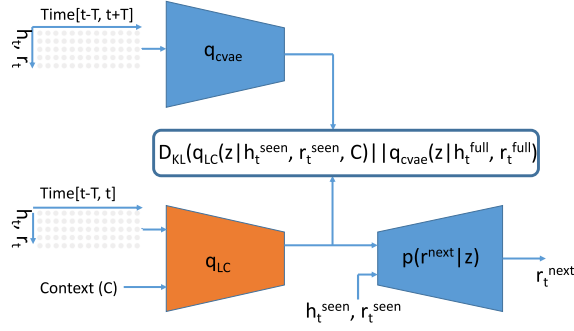 Time[t-T, t+T]
h_t, r_t
q_cvae
D_KL(q_LC(z|h_t^seen, r_t^seen, C)||q_cvae(z|h_t^full, r_t^full)
Time[t-T, t]
h_t, r_t
q_LC
p(r^next|z)
Context (C)
r_t^next
h_t^seen, r_t^seen